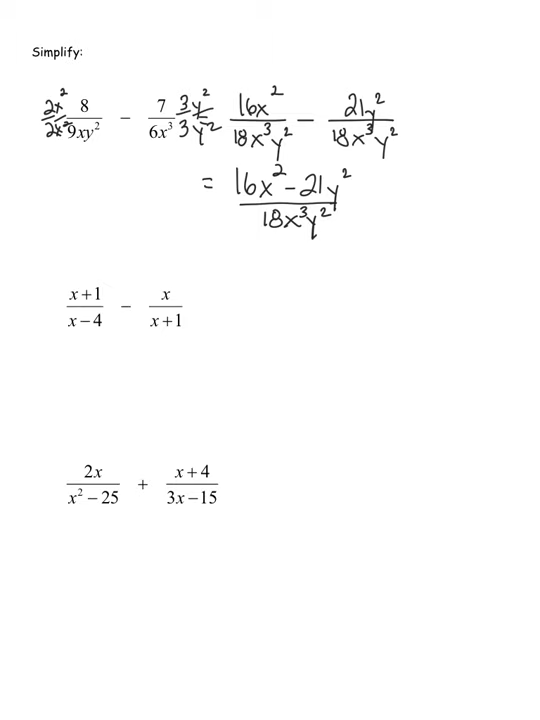 Simplify:
2x²/2x² 8/9xy² − 7/6x³ 3y²/3y² 16x²/18x³y² − 21y²/18x³y²
= 16x² − 21y²/18x³y²
x+1/x−4 − x/x+1
2x/x²−25 + x+4/3x−15